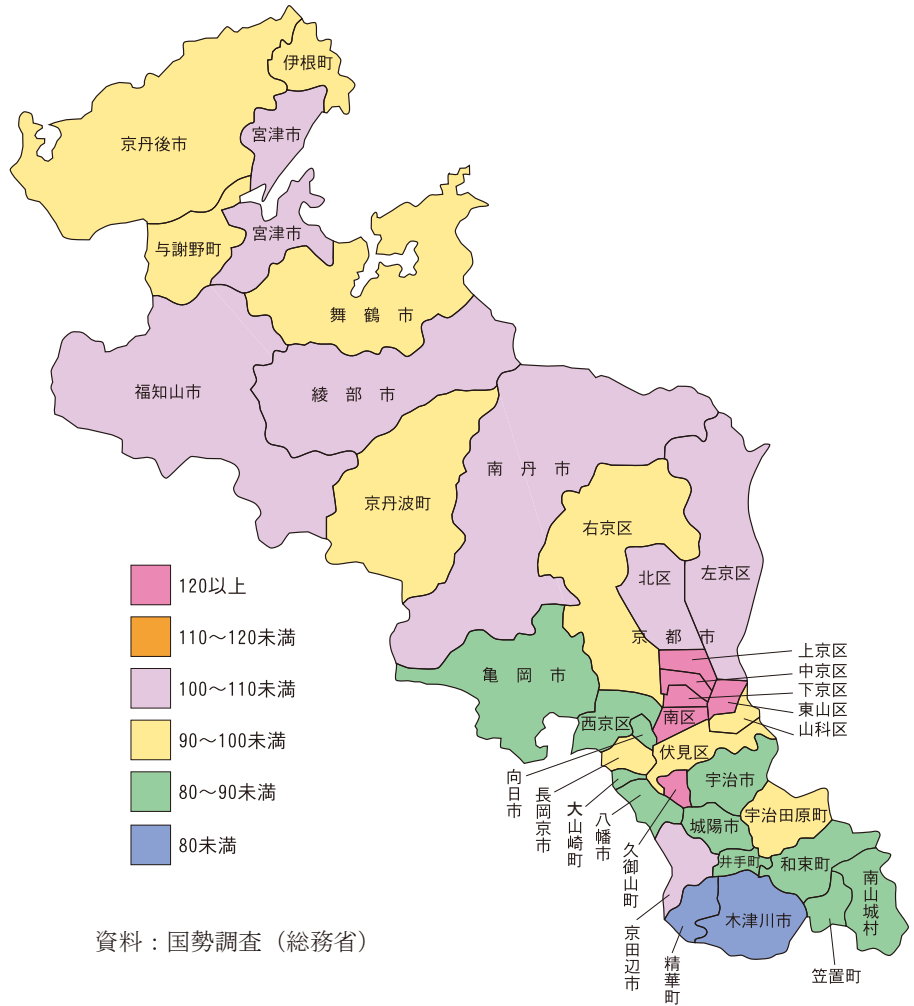 伊根町
京丹後市
宮津市
与謝野町
宮津市
舞鶴市
福知山市
綾部市
南丹市
京丹波町
右京区
北区
左京区
京都市
上京区
中京区
下京区
東山区
山科区
亀岡市
西京区
南区
伏見区
向日市
長岡京市
大山崎町
八幡市
久御山町
宇治市
城陽市
宇治田原町
井手町
和束町
南山城村
木津川市
京田辺市
精華町
笠置町
120以上
110～120未満
100～110未満
90～100未満
80～90未満
80未満
資料：国勢調査（総務省）